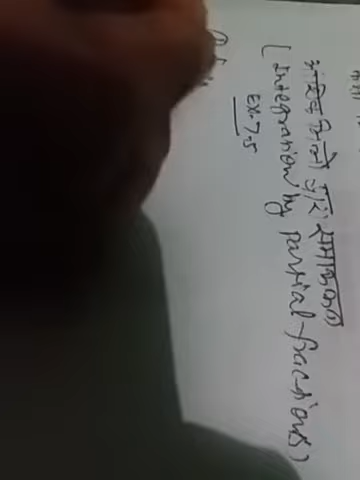 आंशिक भिन्नों द्वारा समाकलन
(integration by partial fractions)
Ex. 7.5